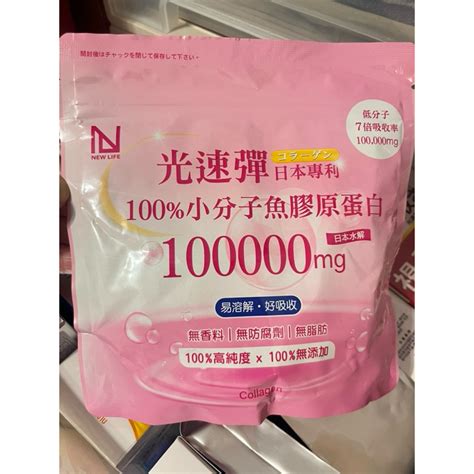 開封後はチャックを閉じて保存して下さい。
NEW LIFE
低分子
7倍吸收率
100,000mg
光速彈
コラーゲン
日本專利
100%小分子魚膠原蛋白
日本水解
100000mg
易溶解・好吸收
無香料|無防腐劑|無脂肪
100%高純度 x 100%無添加
Collagen